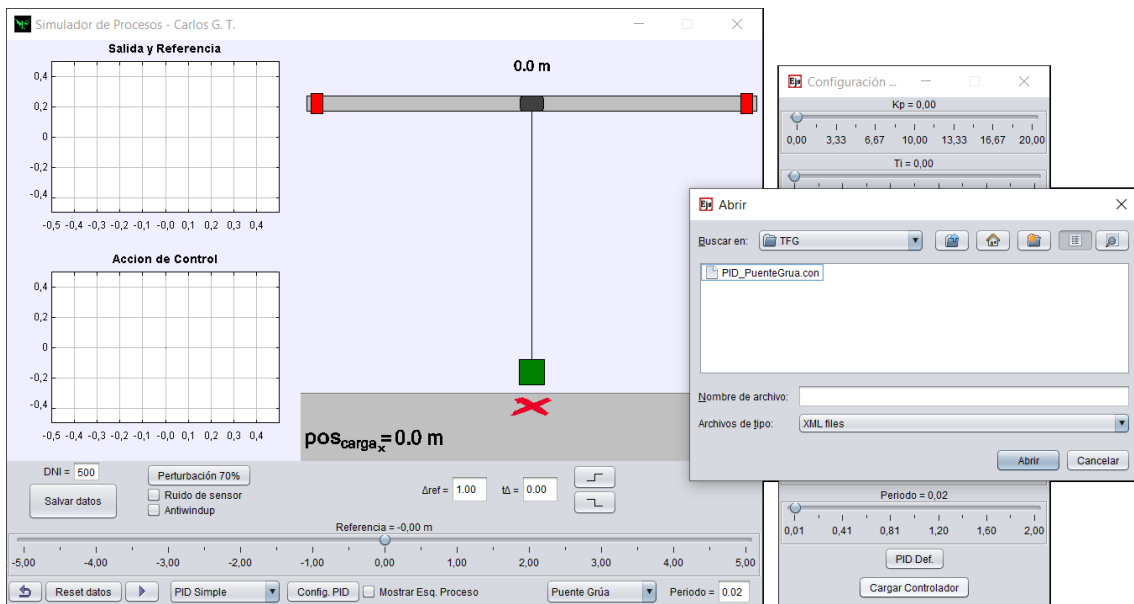 Simulador de Procesos - Carlos G. T.
Salida y Referencia
0,4
0,2
0
-0,2
-0,4
-0,5 -0,4 -0,3 -0,2 -0,1 -0,0 0,1 0,2 0,3 0,4
Accion de Control
0,4
0,2
0
-0,2
-0,4
-0,5 -0,4 -0,3 -0,2 -0,1 -0,0 0,1 0,2 0,3 0,4
0.0 m
pos carga x = 0.0 m
DNI = 500
Salvar datos
Perturbación 70%
Ruido de sensor
Antiwindup
Δref = 1.00 tΔ = 0.00
Referencia = -0,00 m
-5,00 -4,00 -3,00 -2,00 -1,00 0,00 1,00 2,00 3,00 4,00 5,00
Reset datos PID Simple Config. PID Mostrar Esq. Proceso Puente Grúa Periodo = 0.02
Ejs Configuración ...
Kp = 0,00
0,00 3,33 6,67 10,00 13,33 16,67 20,00
Ti = 0,00
Ejs Abrir
Buscar en: TFG
PID_PuenteGrua.con
Nombre de archivo:
Archivos de tipo: XML files
Abrir Cancelar
Periodo = 0,02
0,01 0,41 0,81 1,20 1,60 2,00
PID Def.
Cargar Controlador